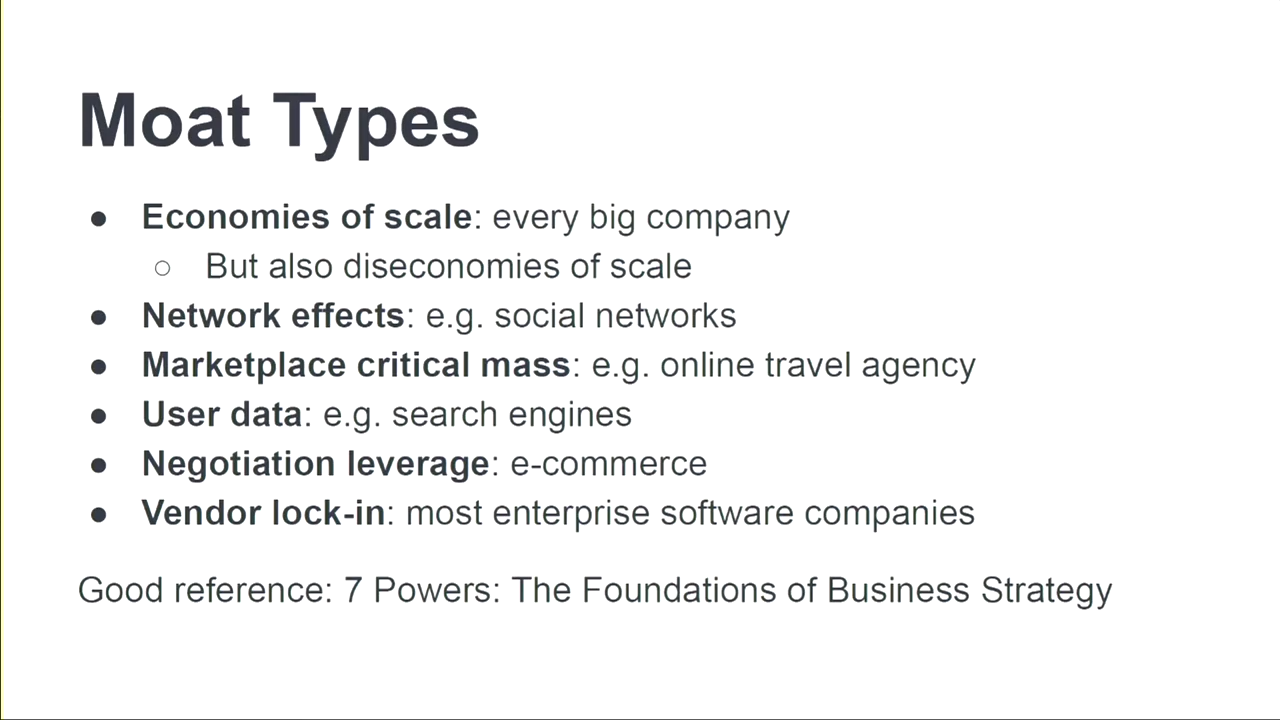 Moat Types
● Economies of scale: every big company
○ But also diseconomies of scale
● Network effects: e.g. social networks
● Marketplace critical mass: e.g. online travel agency
● User data: e.g. search engines
● Negotiation leverage: e-commerce
● Vendor lock-in: most enterprise software companies
Good reference: 7 Powers: The Foundations of Business Strategy